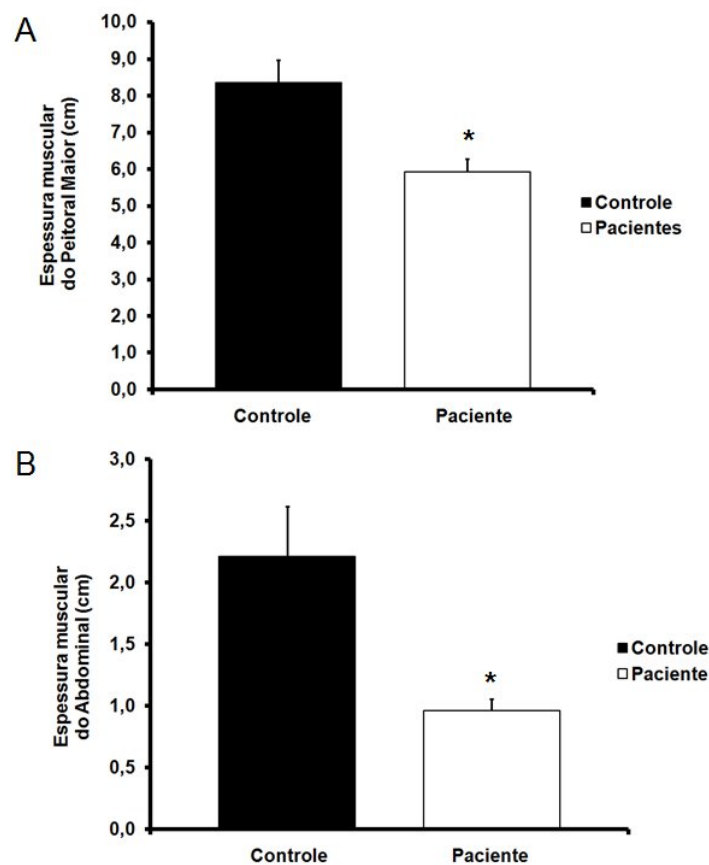 A
10,0
9,0
8,0
7,0
6,0
5,0
4,0
3,0
2,0
1,0
0,0
Espessura muscular
do Peitoral Maior (cm)
*
Controle
Pacientes
Controle
Paciente
B
3,0
2,5
2,0
1,5
1,0
0,5
0,0
Espessura muscular
do Abdominal (cm)
*
Controle
Paciente
Controle
Paciente